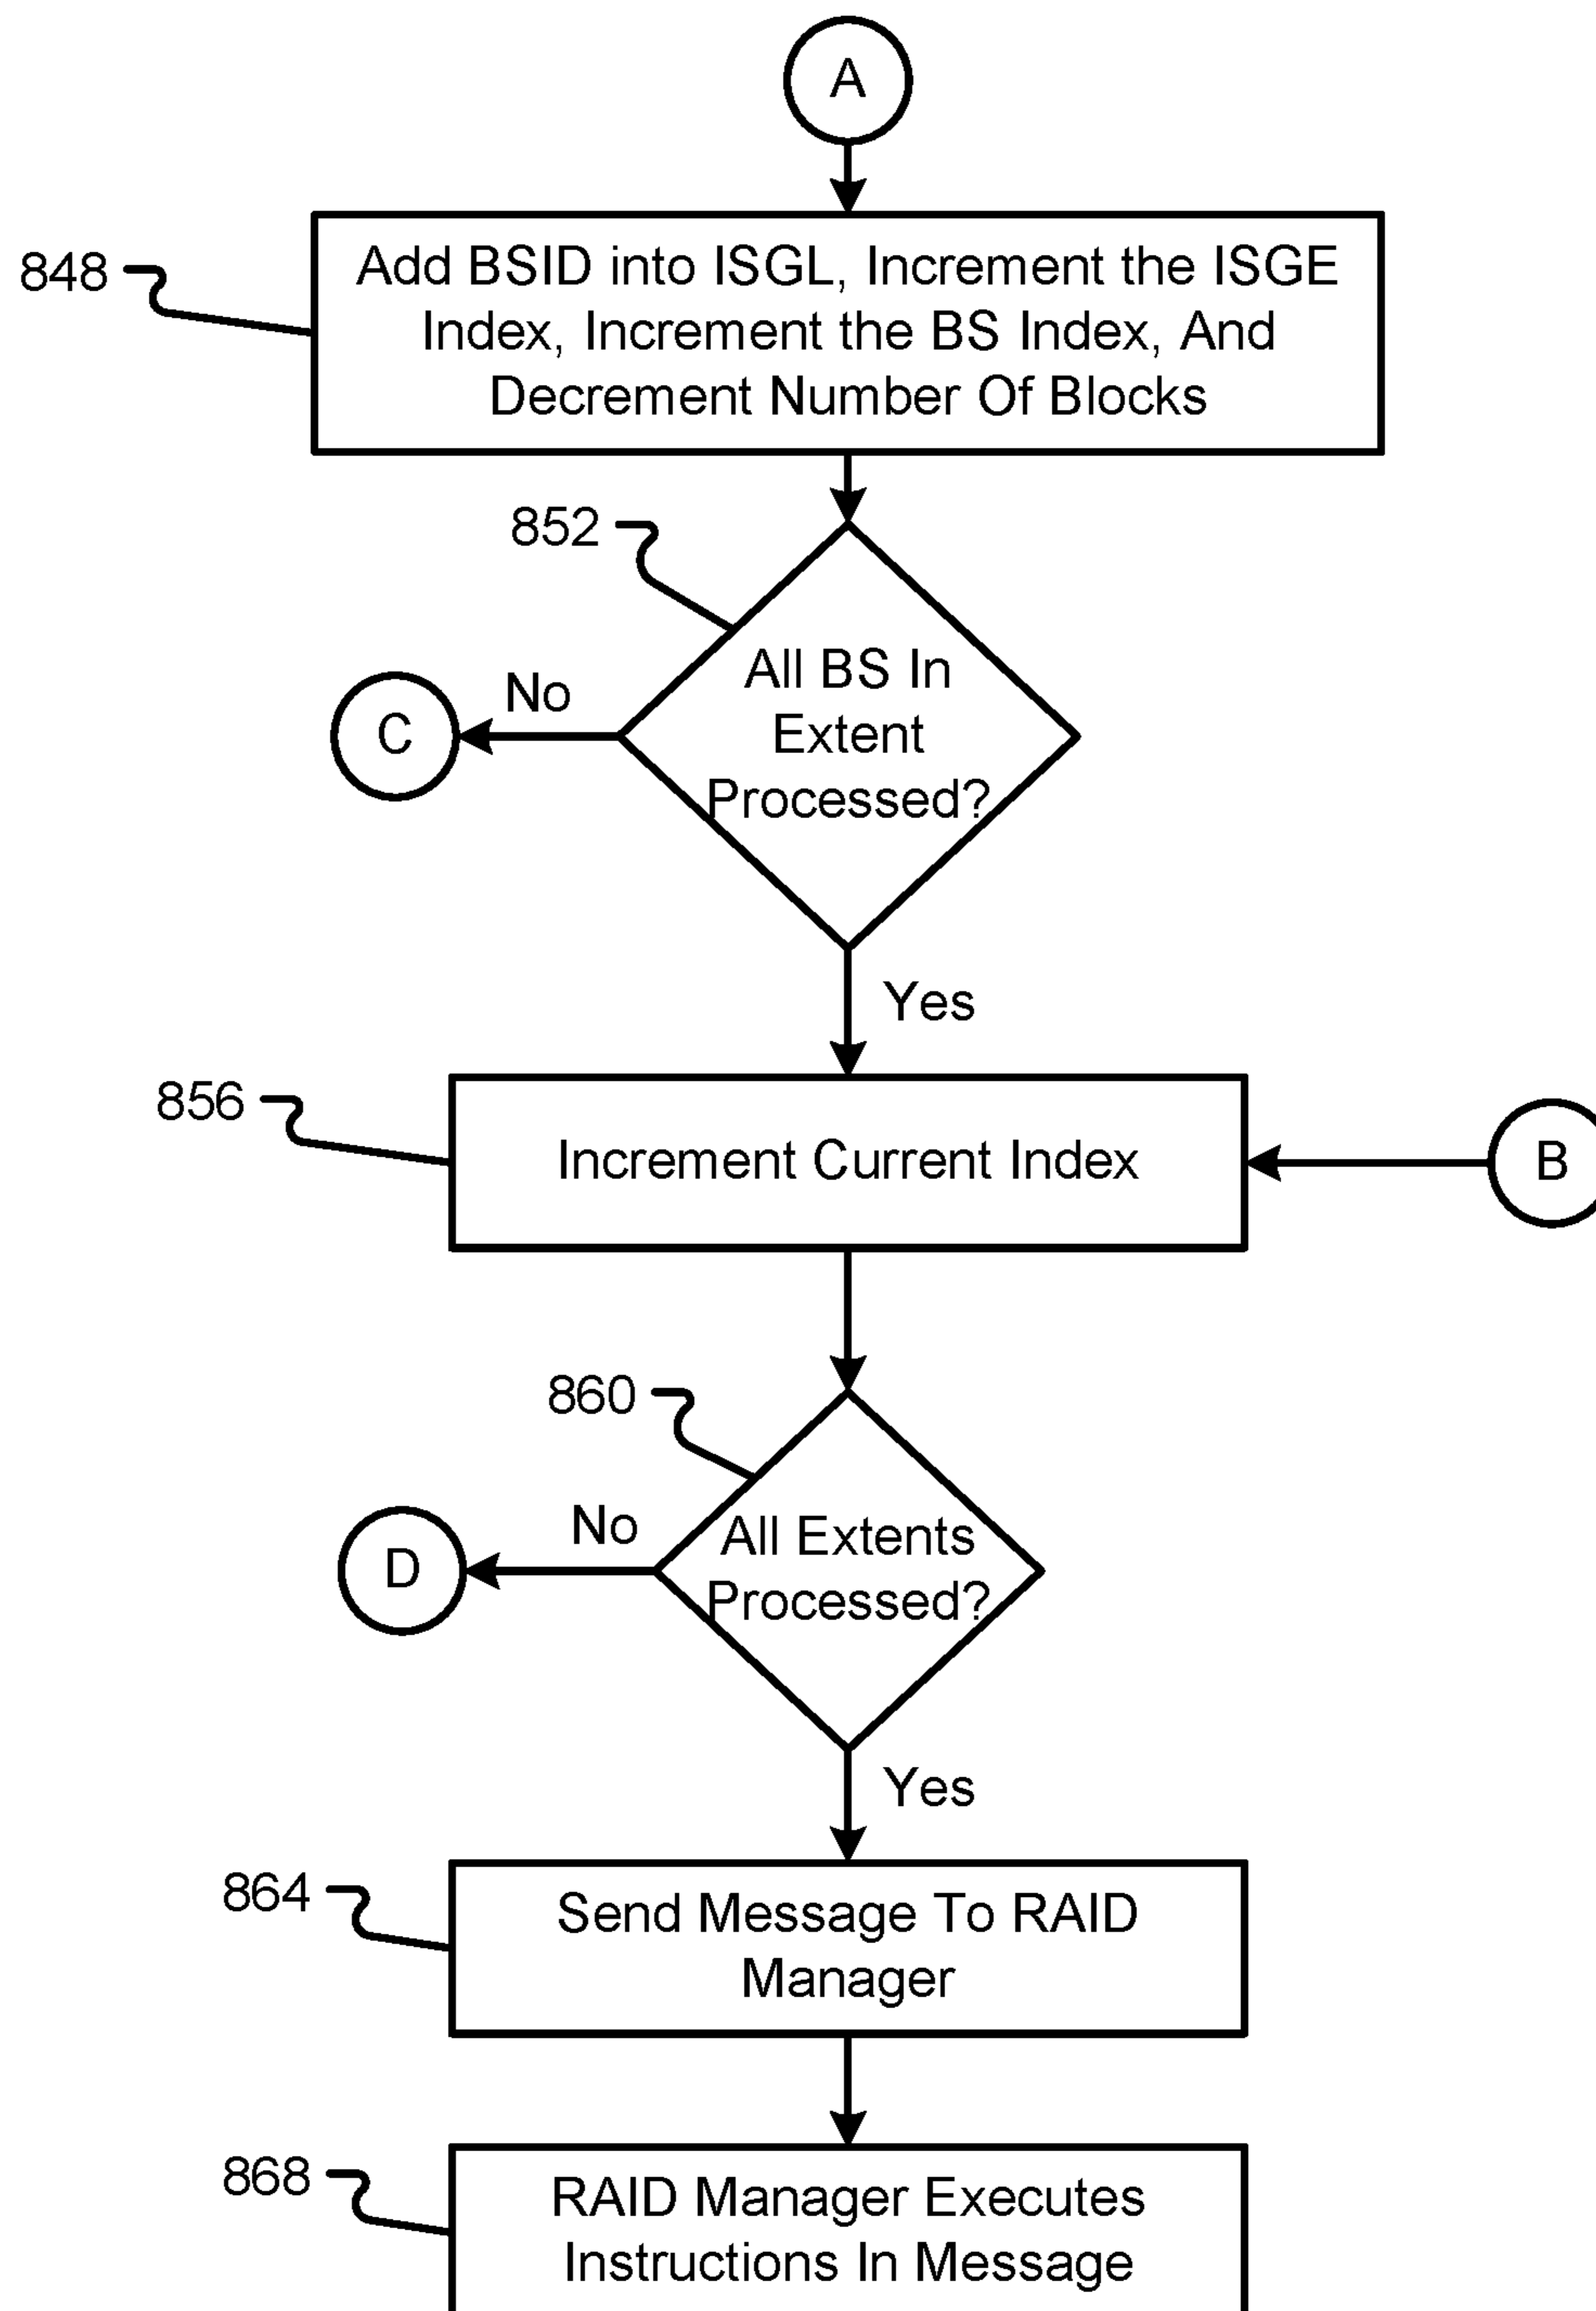 A
848
Add BSID into ISGL, Increment the ISGE
Index, Increment the BS Index, And
Decrement Number Of Blocks
852
All BS In
Extent
Processed?
No
C
Yes
856
Increment Current Index
B
860
All Extents
Processed?
No
D
Yes
864
Send Message To RAID
Manager
868
RAID Manager Executes
Instructions In Message